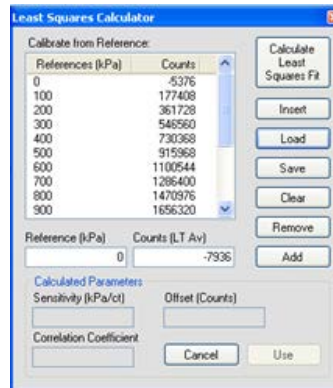 Least Squares Calculator
Calibrate from Reference:
References (kPa) Counts
0 -5376
100 177408
200 361728
300 546560
400 730368
500 915968
600 1100544
700 1286400
800 1470976
900 1656320
Calculate
Least
Squares Fit
Insert
Load
Save
Clear
Remove
Add
Reference (kPa) Counts (LT Av)
0 -7936
Calculated Parameters
Sensitivity (kPa/ct) Offset (Counts)
Correlation Coefficient
Cancel Use